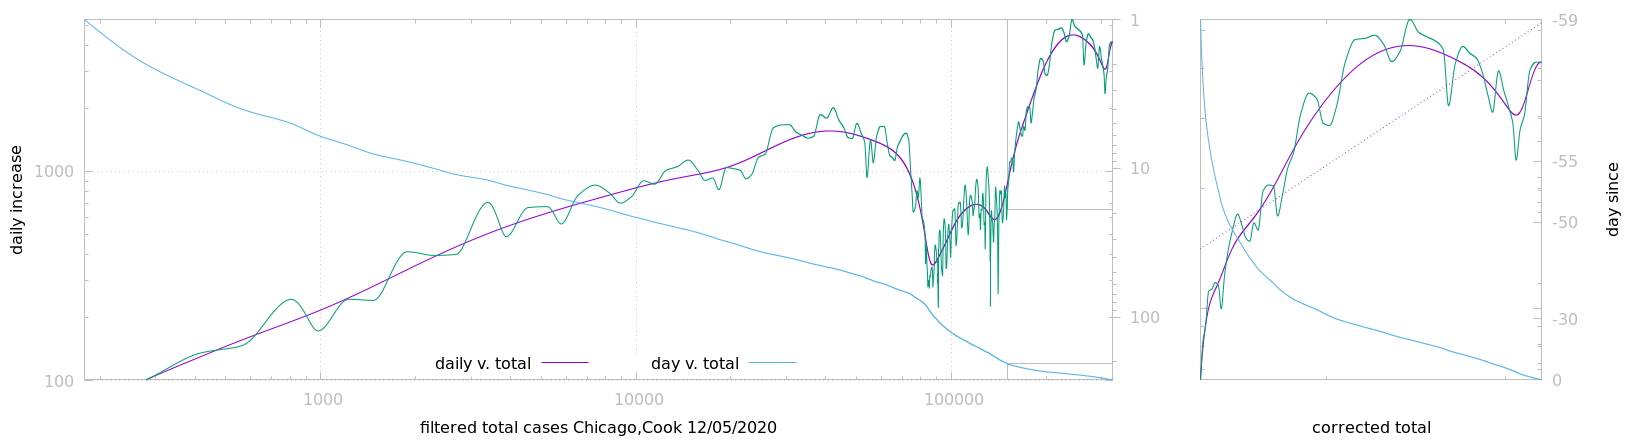 daily increase
1000
100
daily v. total
day v. total
1
10
100
1000
10000
100000
filtered total cases Chicago,Cook 12/05/2020
-59
-55
-50
-30
0
day since
corrected total